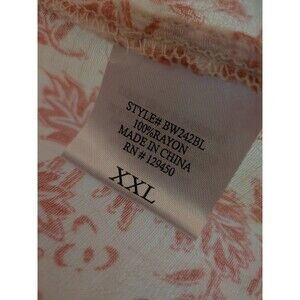 STYLE# BW242BL
100%RAYON
MADE IN CHINA
RN # 129450
XXL